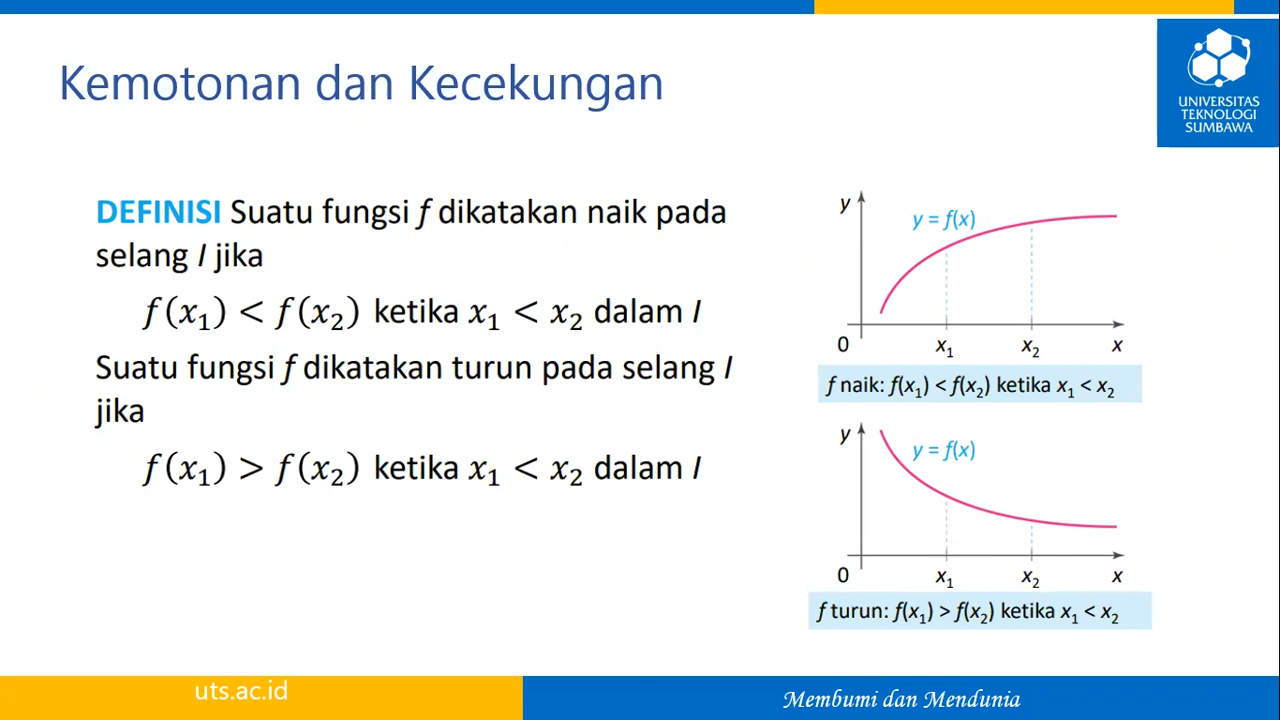 Kemotonan dan Kecekungan
UNIVERSITAS
TEKNOLOGI
SUMBAWA
DEFINISI Suatu fungsi f dikatakan naik pada
selang I jika
f(x₁) < f(x₂) ketika x₁ < x₂ dalam I
Suatu fungsi f dikatakan turun pada selang I
jika
f(x₁) > f(x₂) ketika x₁ < x₂ dalam I
y
y = f(x)
0 x₁ x₂ x
f naik: f(x₁) < f(x₂) ketika x₁ < x₂
y
y = f(x)
0 x₁ x₂ x
f turun: f(x₁) > f(x₂) ketika x₁ < x₂
uts.ac.id
Membumi dan Mendunia